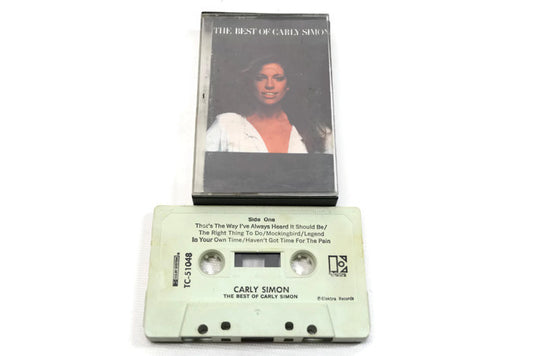 THE BEST OF CARLY SIMON
Side One
That's The Way I've Always Heard It Should Be/
The Right Thing To Do/Mockingbird/Legend
In Your Own Time/Haven't Got Time For The Pain
TC-51048
CARLY SIMON
THE BEST OF CARLY SIMON
Elektra Records